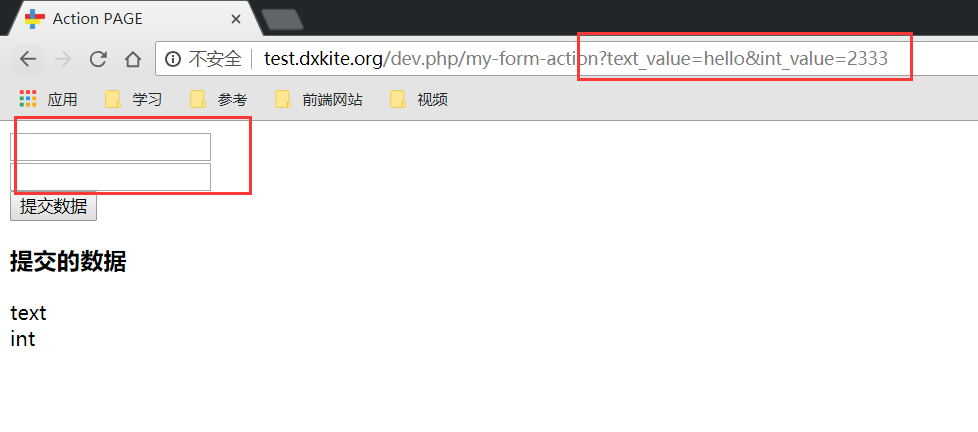 Action PAGE
不安全 test.dxkite.org/dev.php/my-form-action?text_value=hello&int_value=2333
应用 学习 参考 前端网站 视频
提交数据
提交的数据
text
int